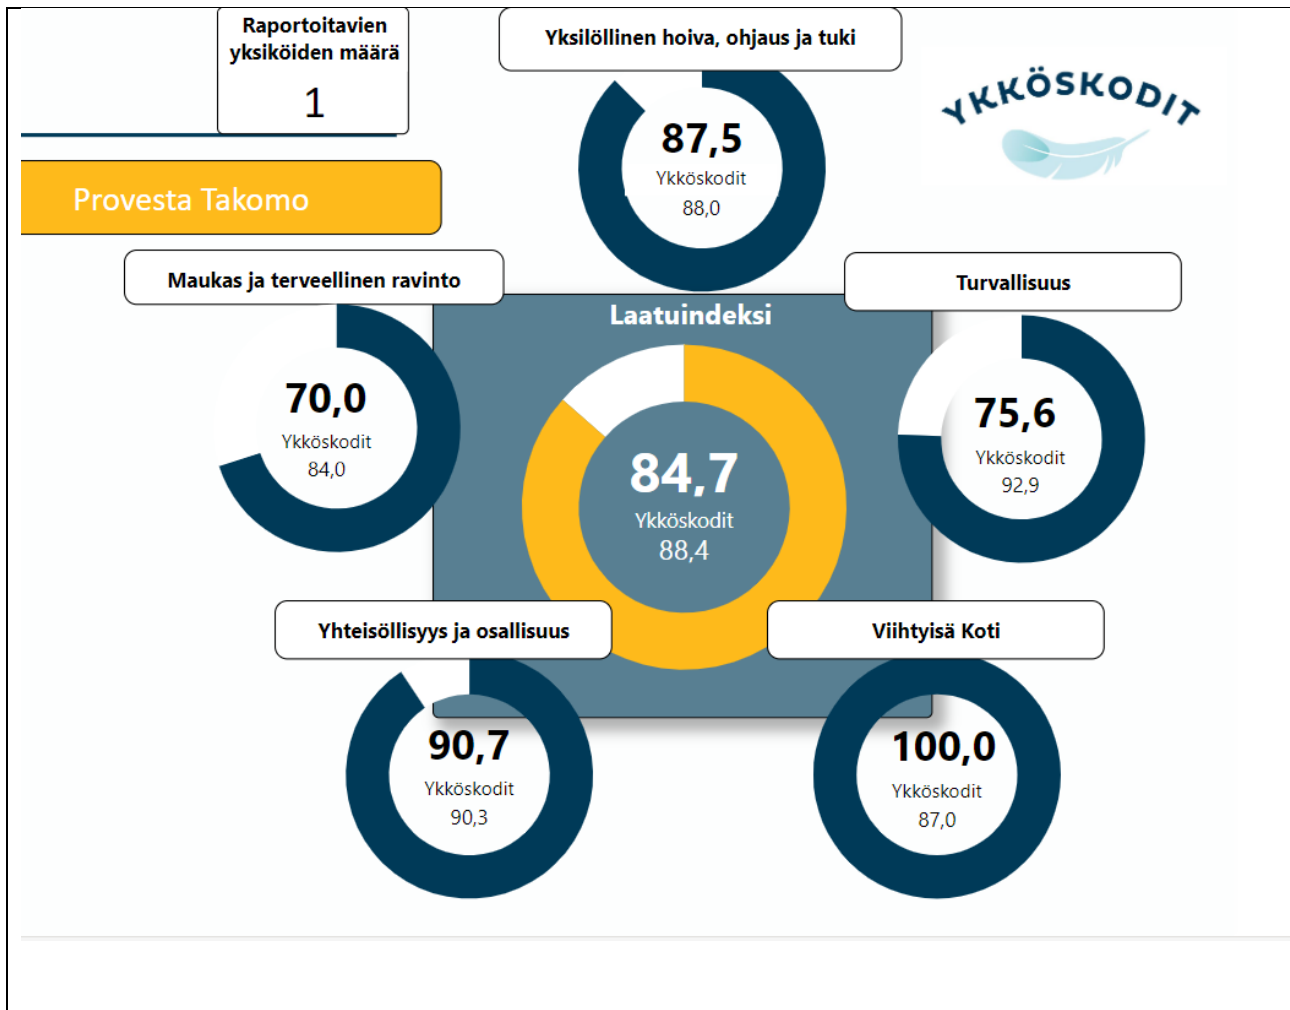 Raportoitavien
yksiköiden määrä
1
Yksilöllinen hoiva, ohjaus ja tuki
87,5
Ykköskodit
88,0
YKKÖSKODIT
Provesta Takomo
Maukas ja terveellinen ravinto
70,0
Ykköskodit
84,0
Laatuindeksi
84,7
Ykköskodit
88,4
Turvallisuus
75,6
Ykköskodit
92,9
Yhteisöllisyys ja osallisuus
90,7
Ykköskodit
90,3
Viihtyisä Koti
100,0
Ykköskodit
87,0